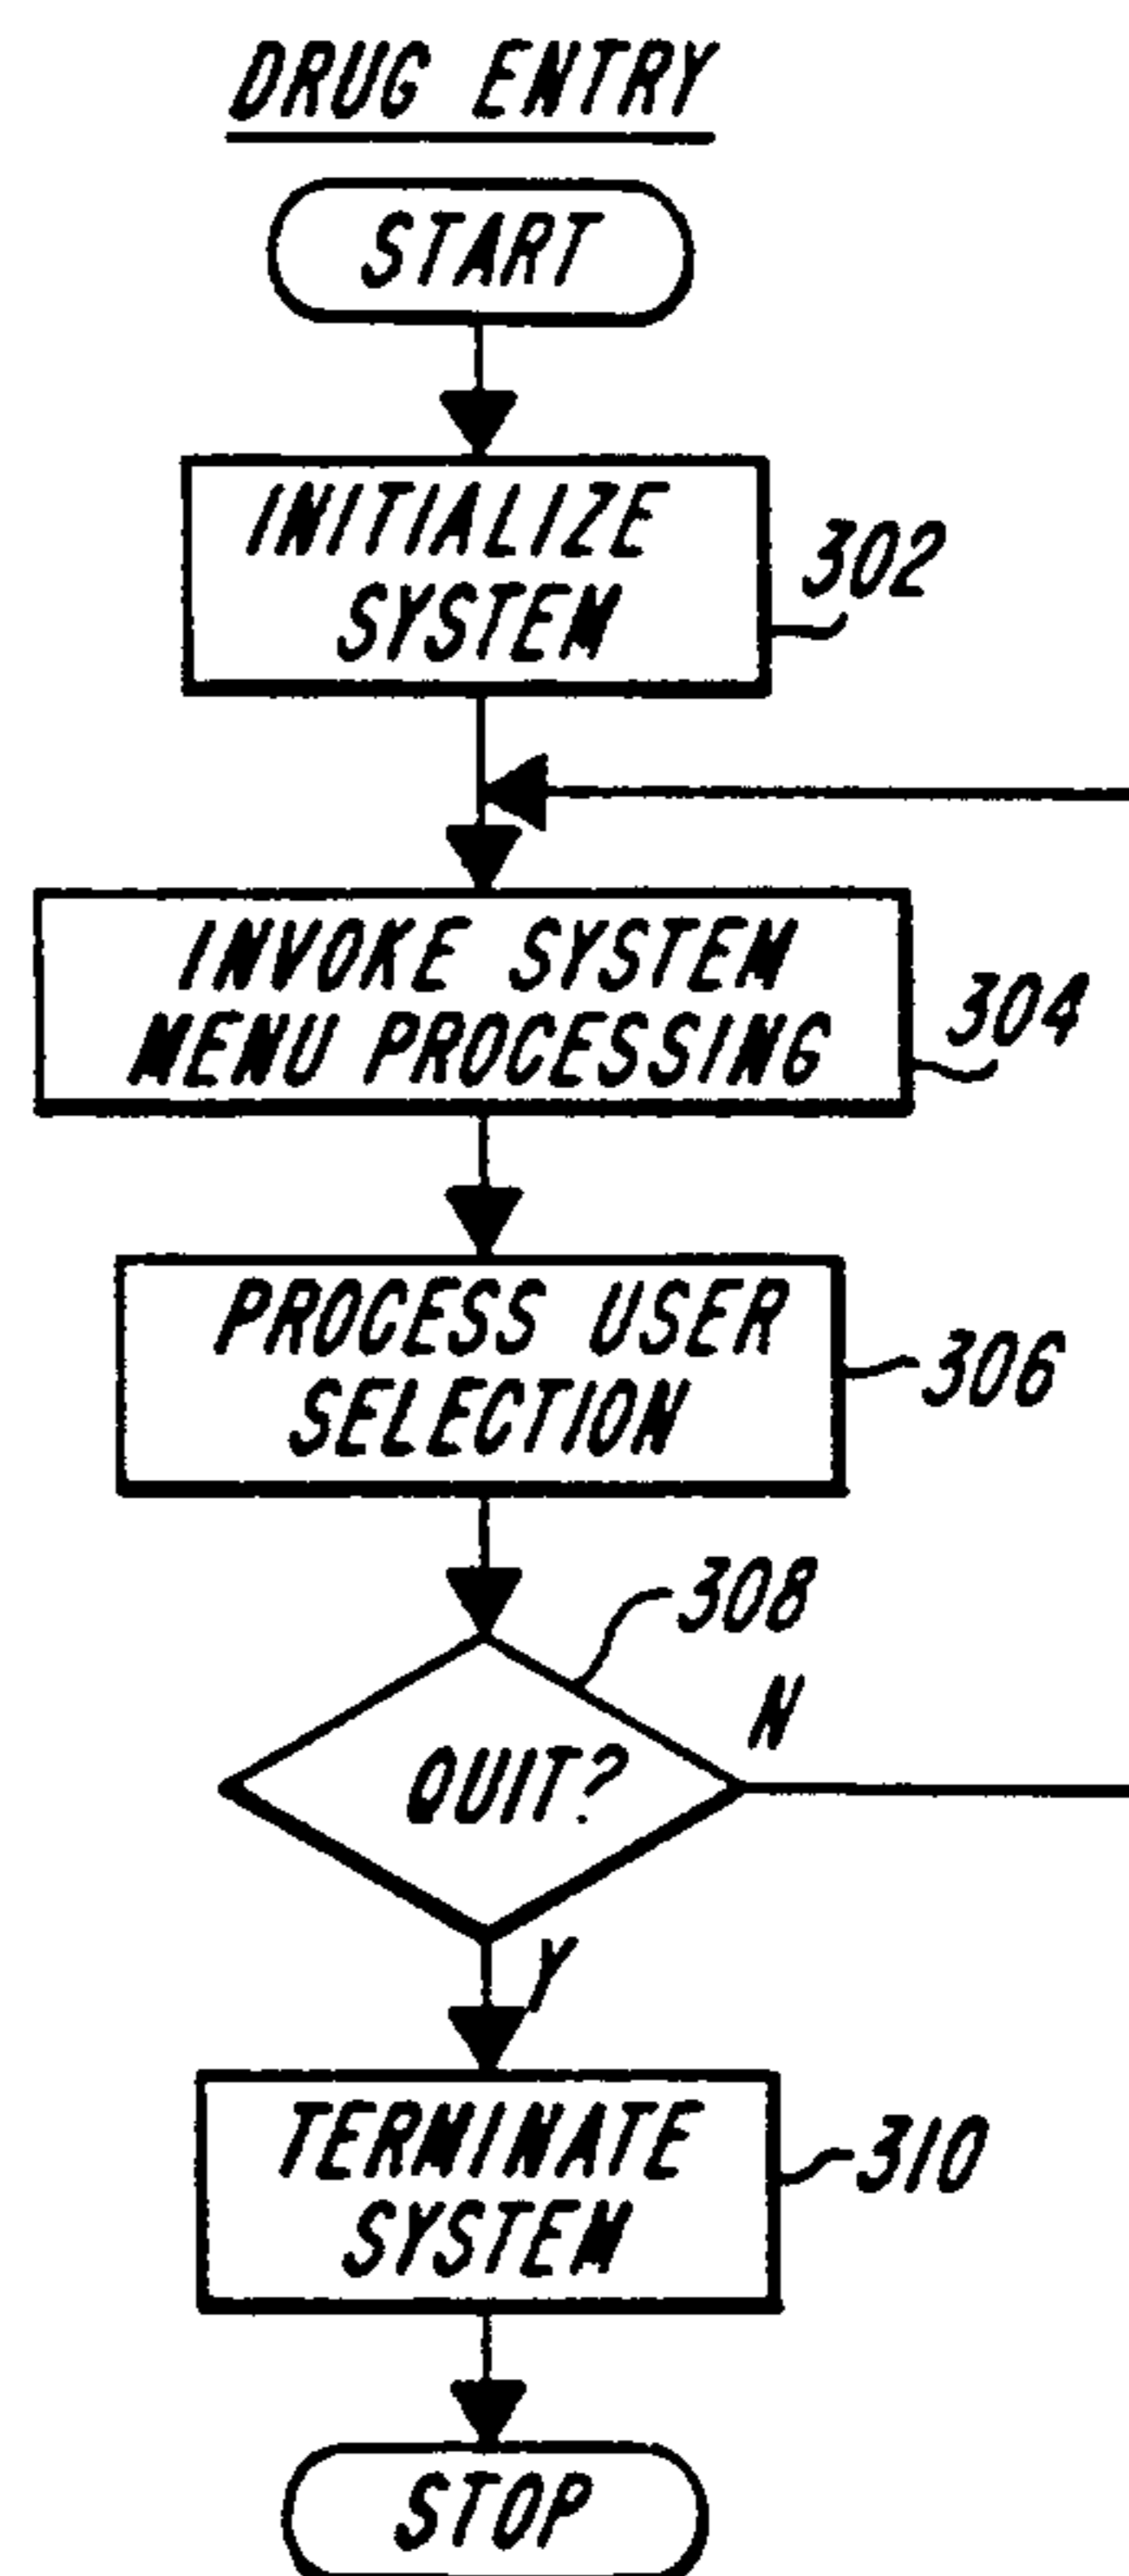 DRUG ENTRY
START
INITIALIZE
SYSTEM
302
INVOKE SYSTEM
MENU PROCESSING
304
PROCESS USER
SELECTION
306
308
N
QUIT?
Y
TERMINATE
SYSTEM
310
STOP